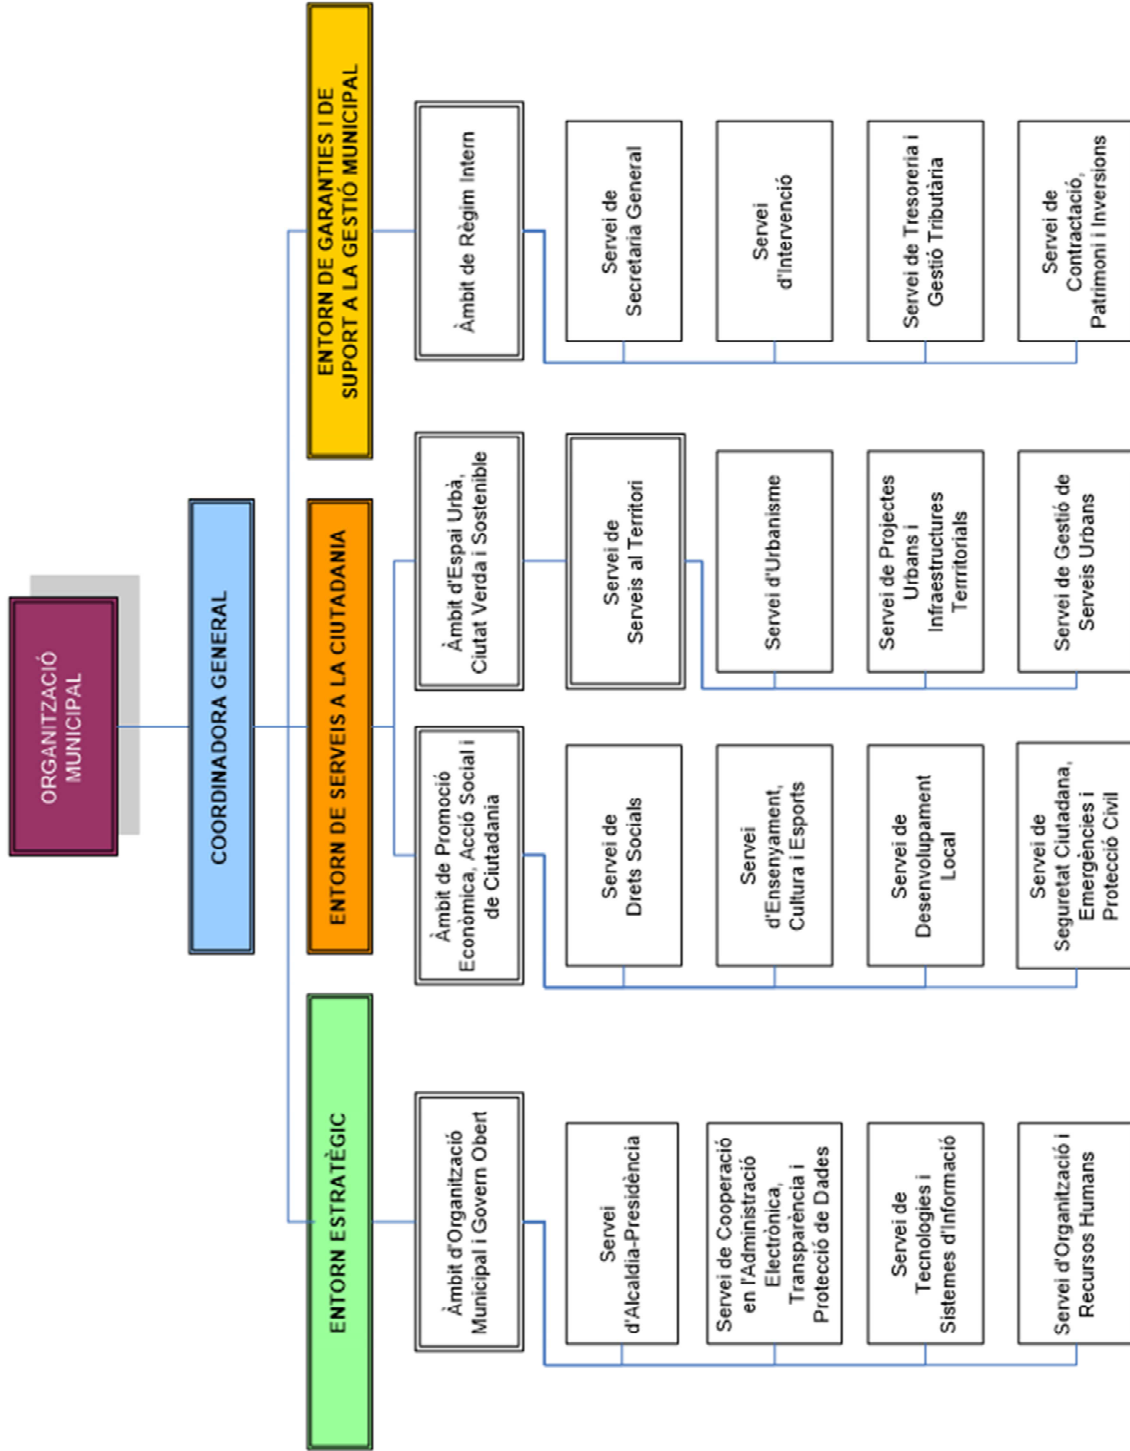 ORGANITZACIÓ
MUNICIPAL
COORDINADORA GENERAL
ENTORN ESTRATÈGIC
ENTORN DE SERVEIS A LA CIUTADANIA
ENTORN DE GARANTIES I DE
SUPORT A LA GESTIÓ MUNICIPAL
Àmbit d'Organització
Municipal i Govern Obert
Àmbit de Promoció
Econòmica, Acció Social i
de Ciutadania
Àmbit d'Espai Urbà,
Ciutat Verda i Sostenible
Àmbit de Règim Intern
Servei
d'Alcaldia-Presidència
Servei de
Drets Socials
Servei de
Serveis al Territori
Servei de
Secretaria General
Servei de Cooperació
en l'Administració
Electrònica,
Transparència i
Protecció de Dades
Servei
d'Ensenyament,
Cultura i Esports
Servei d'Urbanisme
Servei
d'Intervenció
Servei de
Tecnologies i
Sistemes d'Informació
Servei de
Desenvolupament
Local
Servei de Projectes
Urbans i
Infraestructures
Terrritorials
Servei de Tresoreria i
Gestió Tributària
Servei d'Organització i
Recursos Humans
Servei de
Seguretat Ciutadana,
Emergències i
Protecció Civil
Servei de Gestió de
Serveis Urbans
Servei de
Contractació,
Patrimoni i Inversions